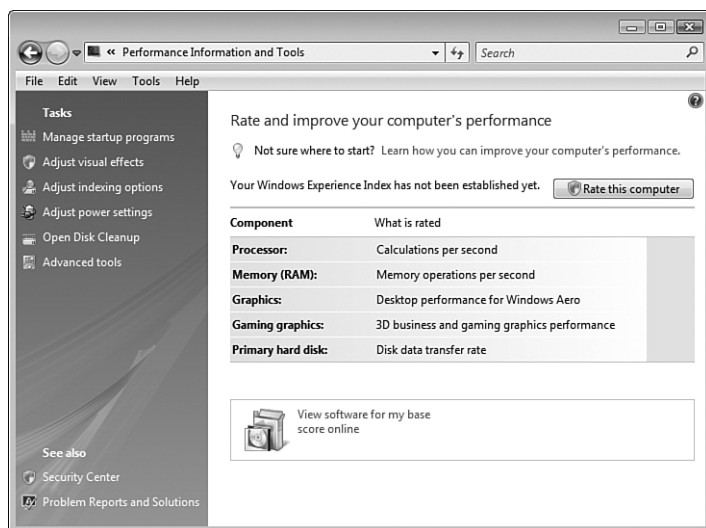 « Performance Information and Tools
Search
File Edit View Tools Help
Tasks
Manage startup programs
Adjust visual effects
Adjust indexing options
Adjust power settings
Open Disk Cleanup
Advanced tools
See also
Security Center
Problem Reports and Solutions
Rate and improve your computer's performance
Not sure where to start? Learn how you can improve your computer's performance.
Your Windows Experience Index has not been established yet. Rate this computer
Component What is rated
Processor: Calculations per second
Memory (RAM): Memory operations per second
Graphics: Desktop performance for Windows Aero
Gaming graphics: 3D business and gaming graphics performance
Primary hard disk: Disk data transfer rate
View software for my base
score online